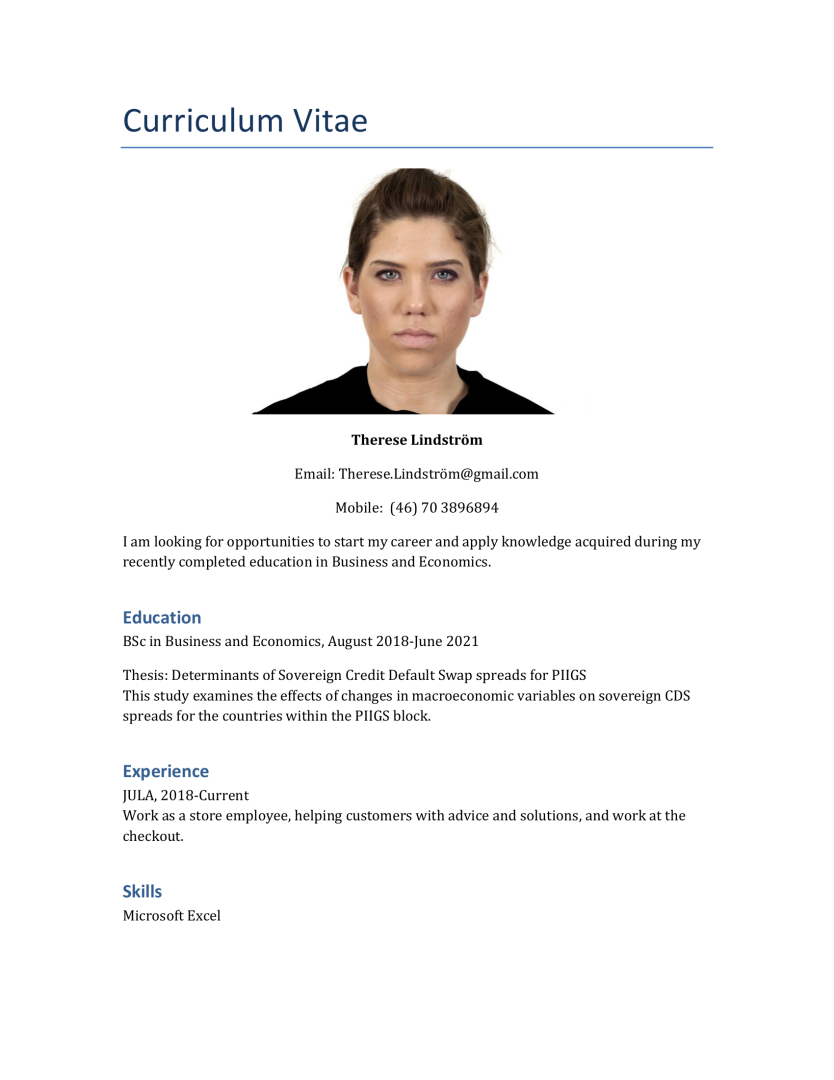 Curriculum Vitae
Therese Lindström
Email: Therese.Lindström@gmail.com
Mobile:  (46) 70 3896894
I am looking for opportunities to start my career and apply knowledge acquired during my
recently completed education in Business and Economics.
Education
BSc in Business and Economics, August 2018-June 2021
Thesis: Determinants of Sovereign Credit Default Swap spreads for PIIGS
This study examines the effects of changes in macroeconomic variables on sovereign CDS
spreads for the countries within the PIIGS block.
Experience
JULA, 2018-Current
Work as a store employee, helping customers with advice and solutions, and work at the
checkout.
Skills
Microsoft Excel